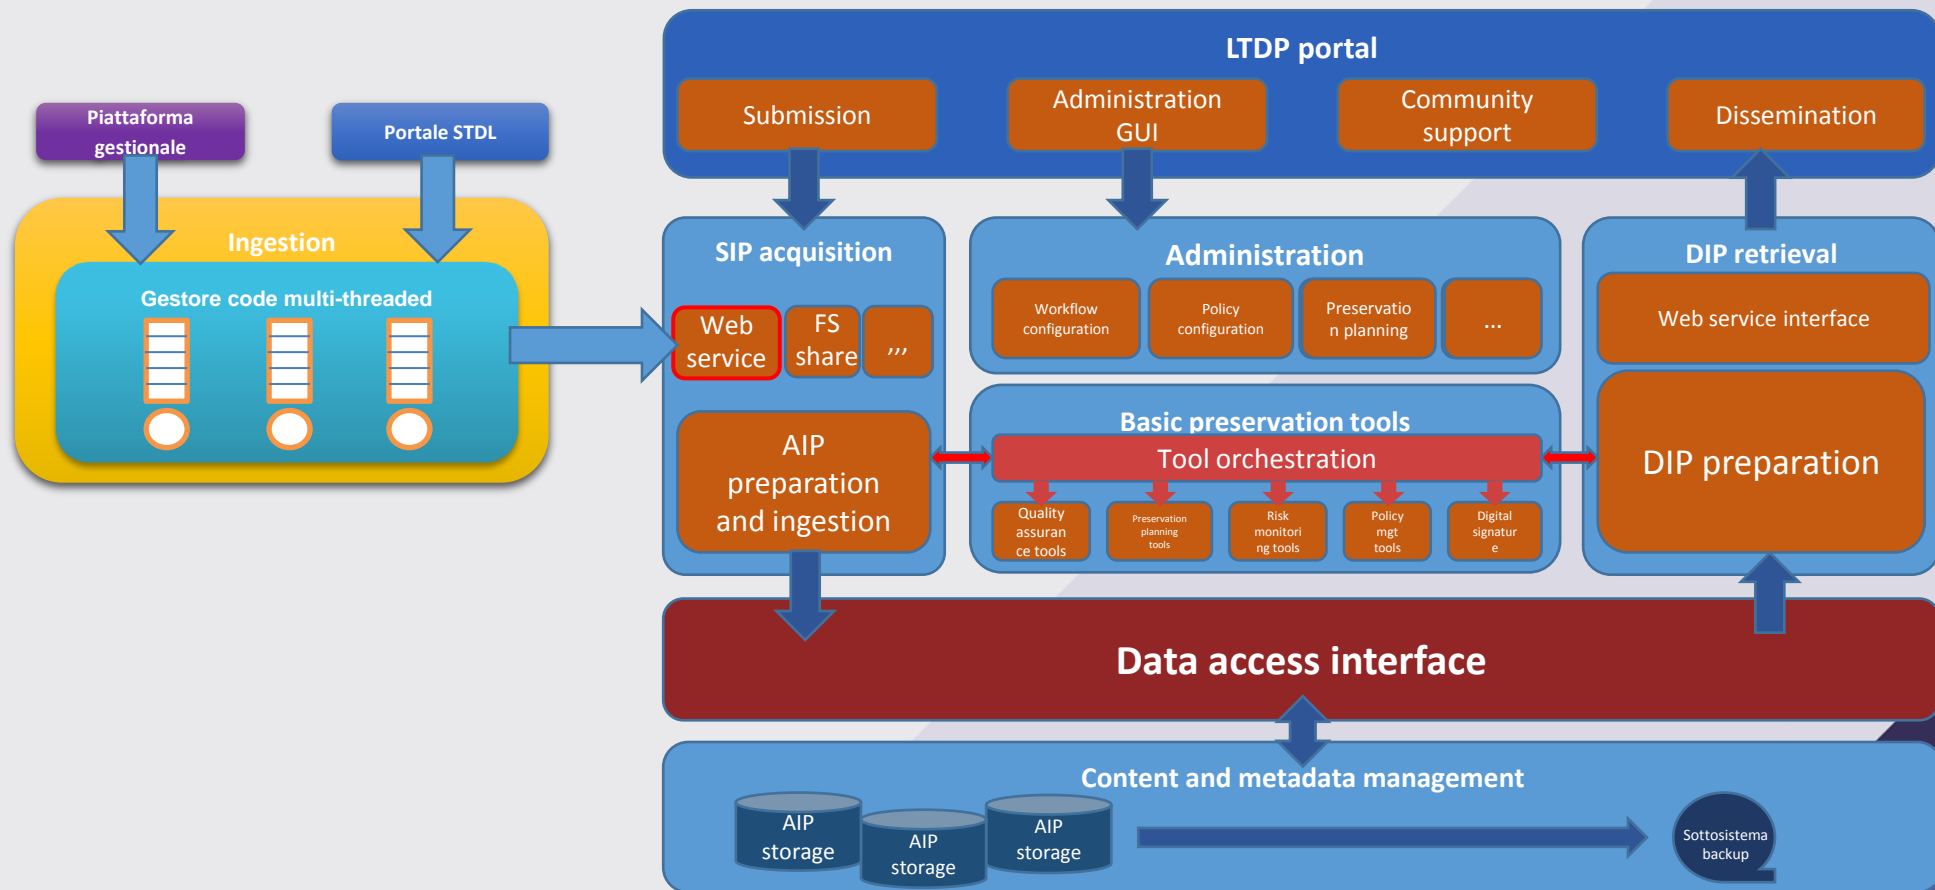 LTDP portal
Submission
Administration
GUI
Community
support
Dissemination
Piattaforma
gestionale
Portale STDL
Ingestion
Gestore code multi-threaded
SIP acquisition
Web
service
FS
share
,,,
AIP
preparation
and ingestion
Administration
Workflow
configuration
Policy
configuration
Preservatio
n planning
...
Basic preservation tools
Tool orchestration
Quality
assuran
ce tools
Preservation
planning
tools
Risk
monitori
ng tools
Policy
mgt
tools
Digital
signatur
e
DIP retrieval
Web service interface
DIP preparation
Data access interface
Content and metadata management
AIP
storage
AIP
storage
AIP
storage
Sottosistema
backup